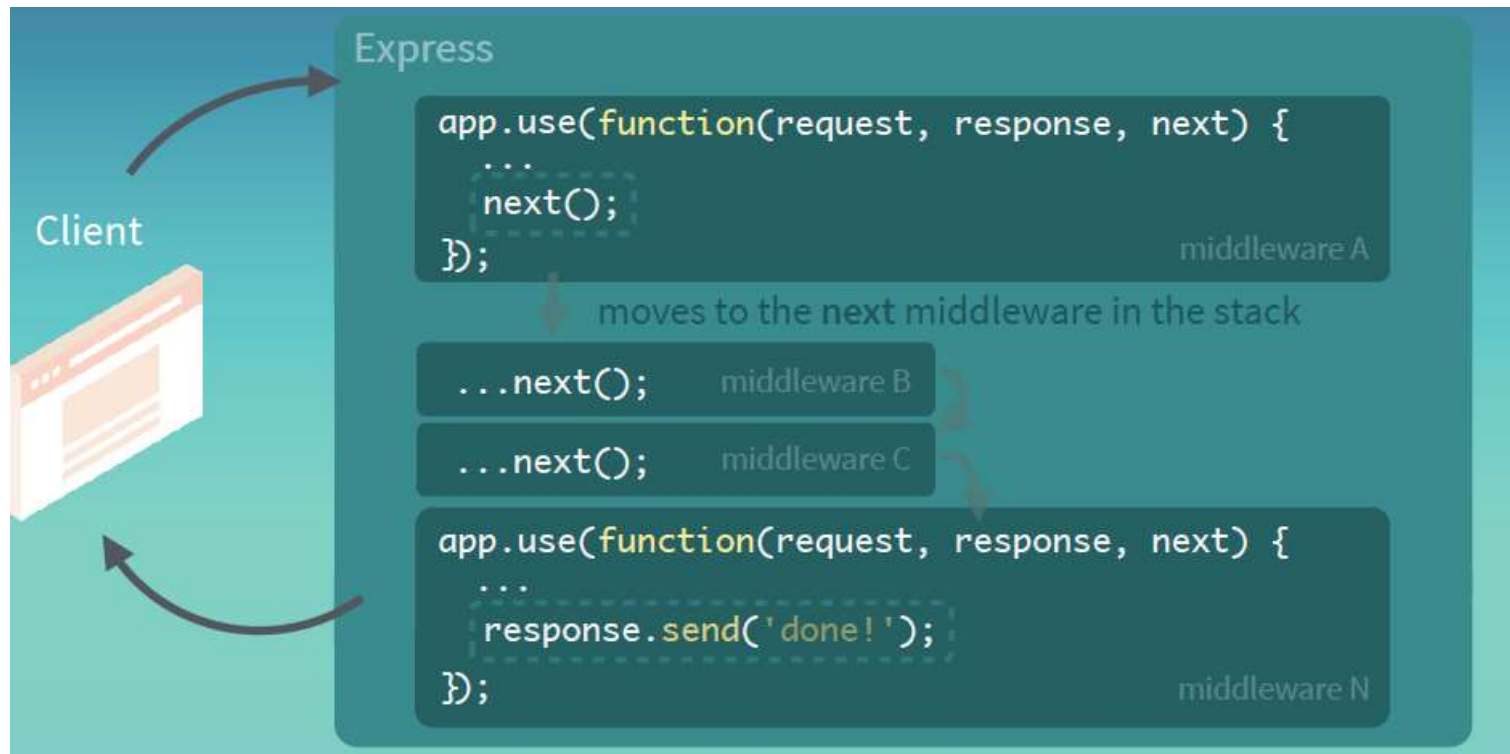 Express
app.use(function(request, response, next) {
...
next();
});
middleware A
Client
moves to the next middleware in the stack
...next();
middleware B
...next();
middleware C
app.use(function(request, response, next) {
...
response.send('done!');
});
middleware N